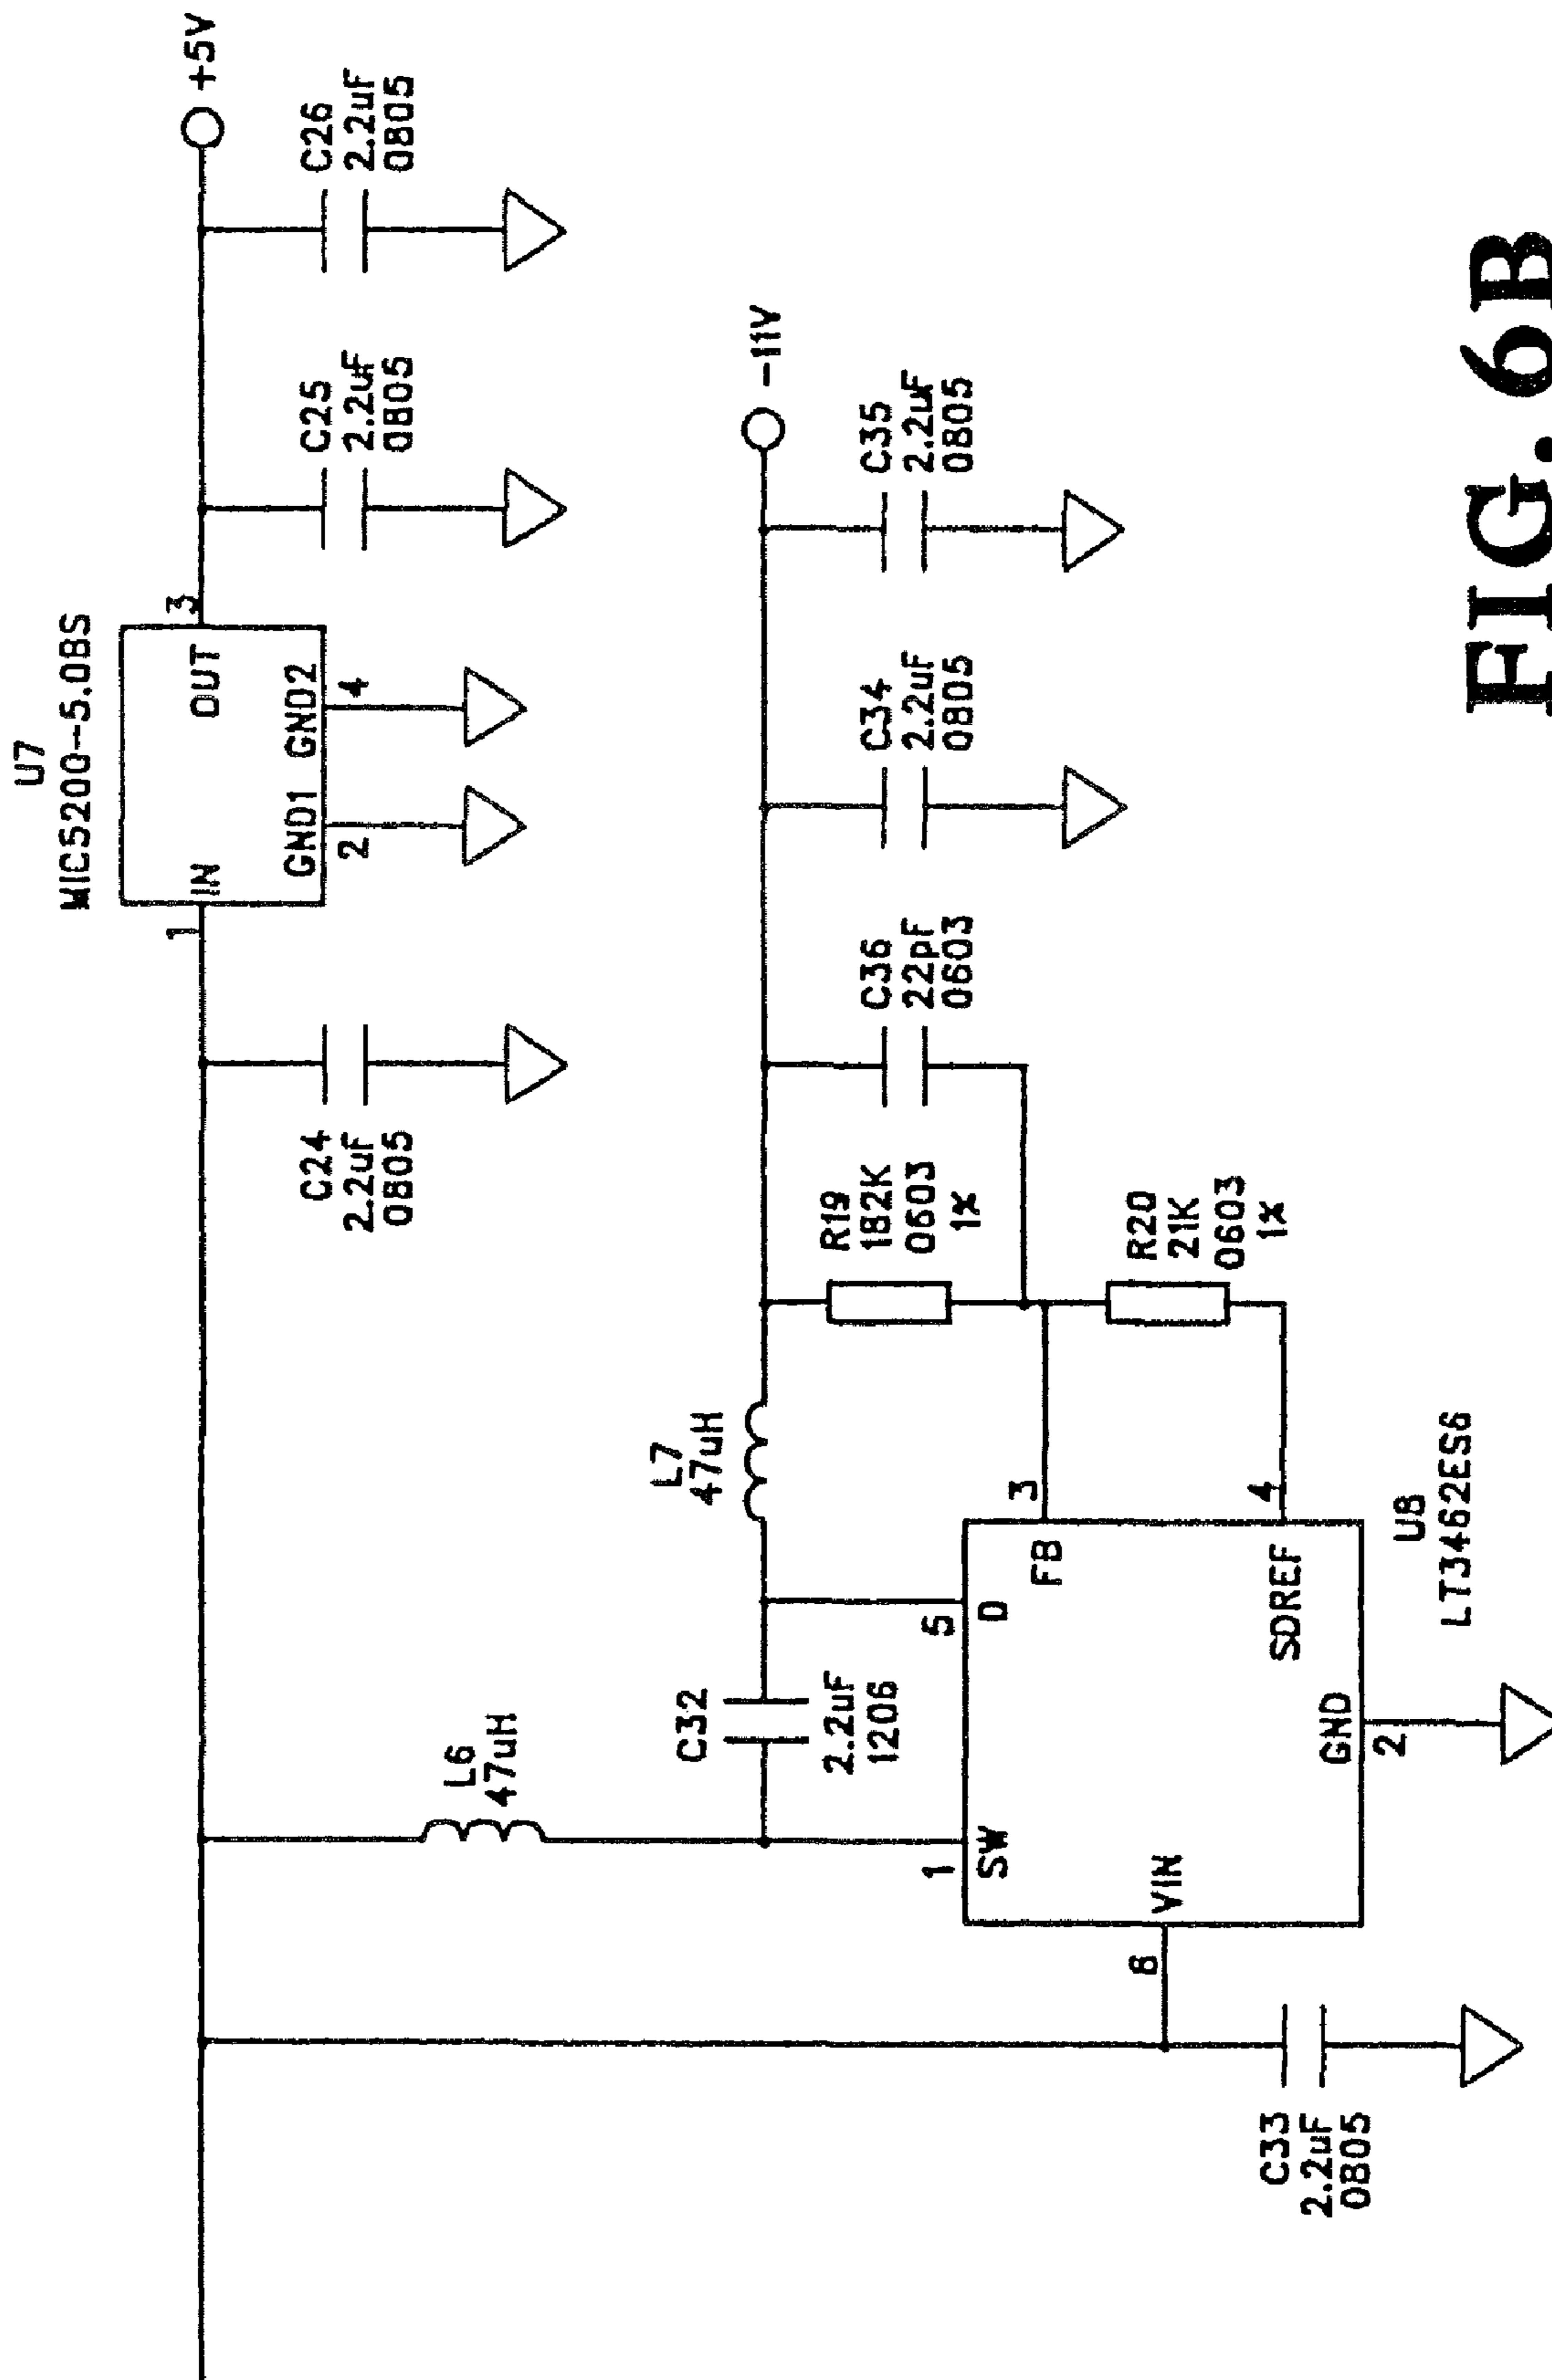 U7
MIC5200-5.0BS
1
IN
OUT
3
GND1
GND2
2
4
+5V
C24
2.2uF
0805
C25
2.2uF
0805
C26
2.2uF
0805
L6
47uH
L7
47uH
-11V
C32
2.2uF
1206
R19
182K
0603
1%
C36
22pF
0603
C34
2.2uF
0805
C35
2.2uF
0805
R20
21K
0603
1%
1
SW
5
D
FB
3
VIN
6
SDREF
4
GND
2
U8
LT3462ES6
C33
2.2uF
0805
FIG. 6B